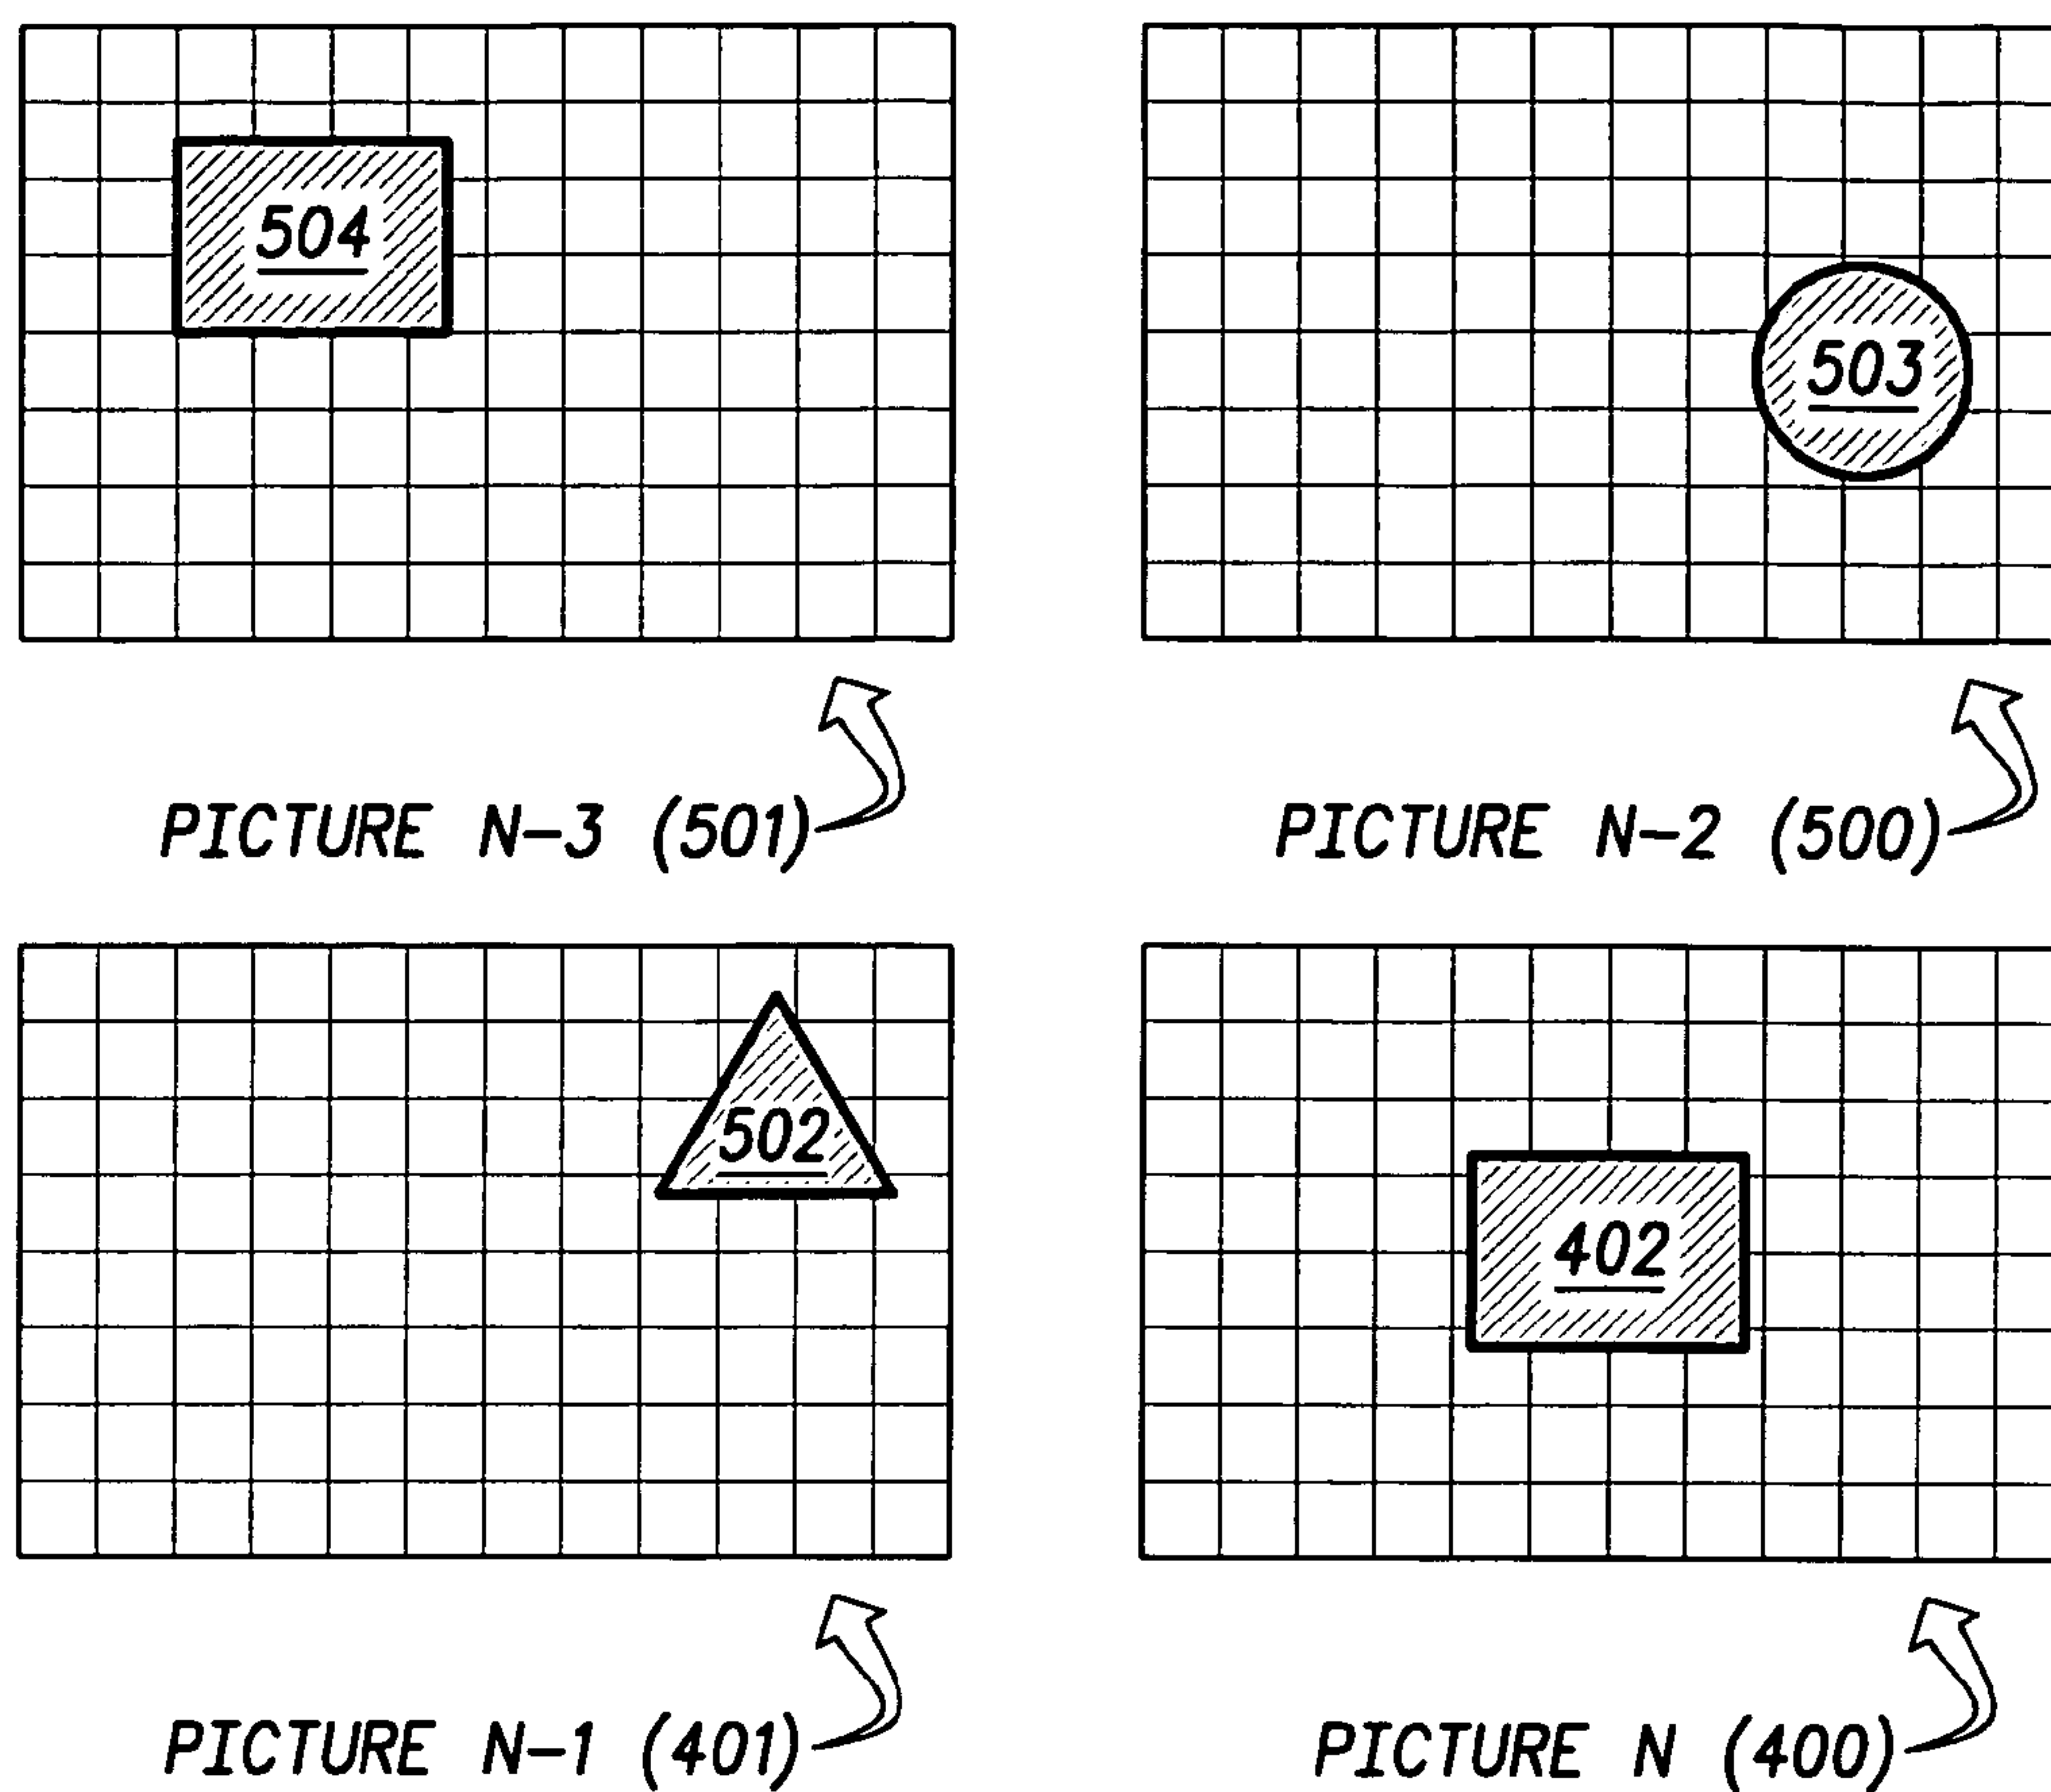 504
503
PICTURE N-3 (501)
PICTURE N-2 (500)
502
402
PICTURE N-1 (401)
PICTURE N (400)